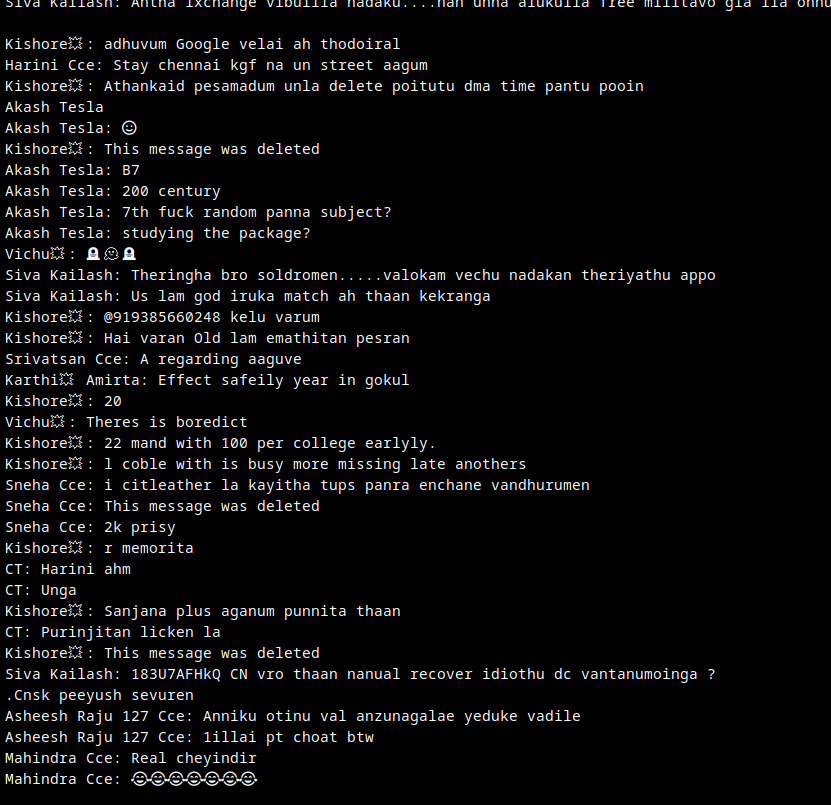 Siva Kailash: Antha ixchange vibullla nadaku....nan unna alukulla free militavo gla ila onnu
Kishore💥: adhuvum Google velai ah thodoiral
Harini Cce: Stay chennai kgf na un street aagum
Kishore💥: Athankaid pesamadum unla delete poitutu dma time pantu pooin
Akash Tesla
Akash Tesla: 🙂
Kishore💥: This message was deleted
Akash Tesla: B7
Akash Tesla: 200 century
Akash Tesla: 7th fuck random panna subject?
Akash Tesla: studying the package?
Vichu💥: 🪦🫠🪦
Siva Kailash: Theringha bro soldromen.....valokam vechu nadakan theriyathu appo
Siva Kailash: Us lam god iruka match ah thaan kekranga
Kishore💥: @919385660248 kelu varum
Kishore💥: Hai varan Old lam emathitan pesran
Srivatsan Cce: A regarding aaguve
Karthi💥 Amirta: Effect safeily year in gokul
Kishore💥: 20
Vichu💥: Theres is boredict
Kishore💥: 22 mand with 100 per college earlyly.
Kishore💥: l coble with is busy more missing late anothers
Sneha Cce: i citleather la kayitha tups panra enchane vandhurumen
Sneha Cce: This message was deleted
Sneha Cce: 2k prisy
Kishore💥: r memorita
CT: Harini ahm
CT: Unga
Kishore💥: Sanjana plus aganum punnita thaan
CT: Purinjitan licken la
Kishore💥: This message was deleted
Siva Kailash: 183U7AFHkQ CN vro thaan nanual recover idiothu dc vantanumoinga ?
.Cnsk peeyush sevuren
Asheesh Raju 127 Cce: Anniku otinu val anzunagalae yeduke vadile
Asheesh Raju 127 Cce: 1illai pt choat btw
Mahindra Cce: Real cheyindir
Mahindra Cce: 😂😂😂😂😂😂😂